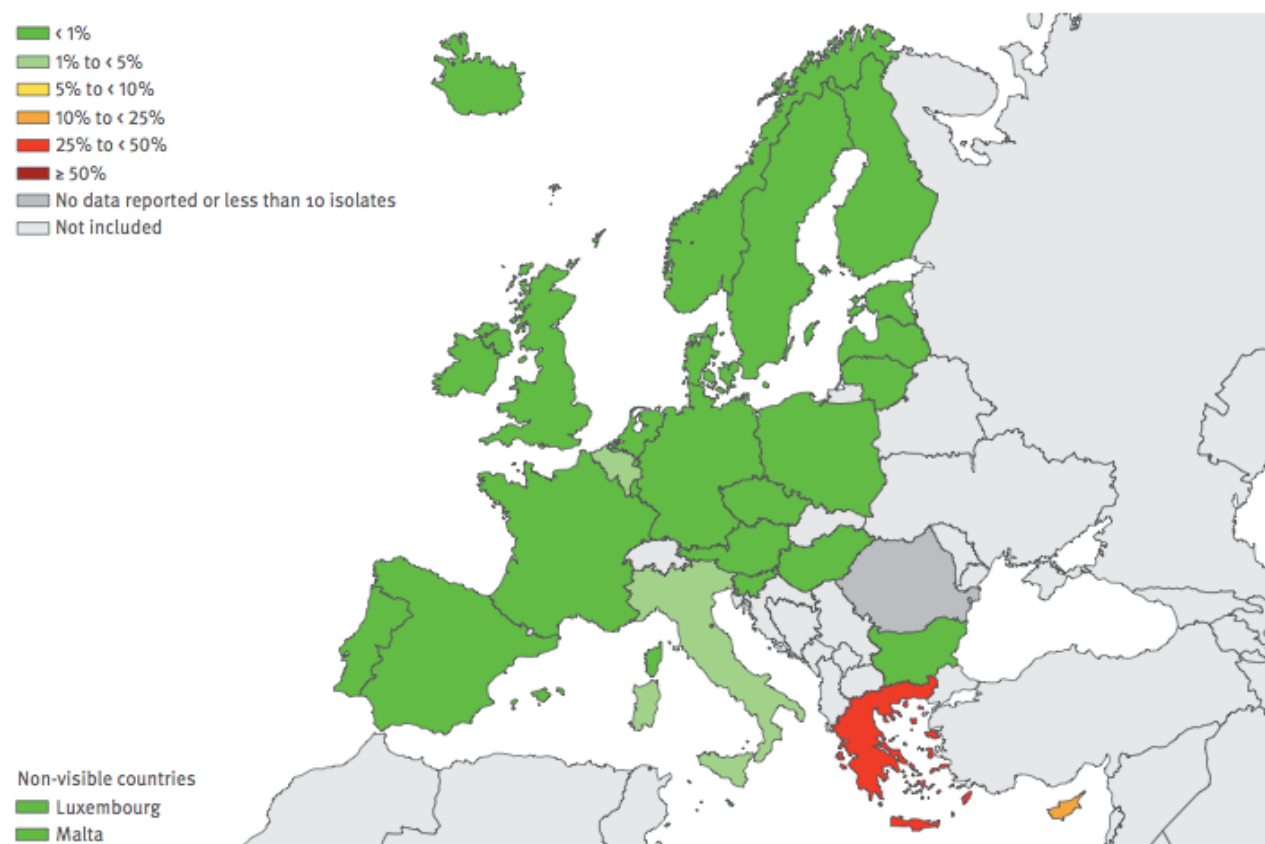 < 1%
1% to < 5%
5% to < 10%
10% to < 25%
25% to < 50%
≥ 50%
No data reported or less than 10 isolates
Not included
Non-visible countries
Luxembourg
Malta